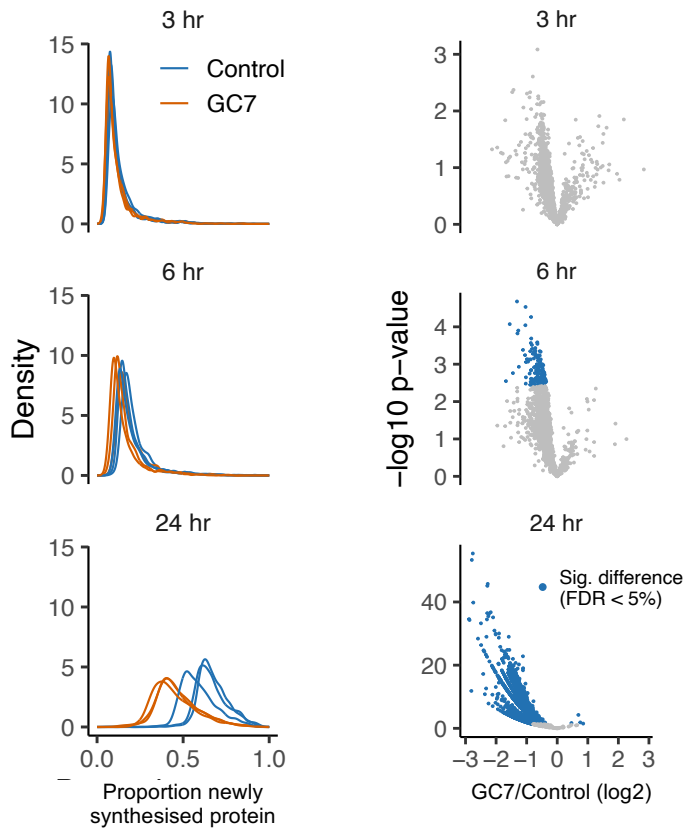 3 hr
15
10
5
0
Control
GC7
3 hr
3
2
1
0
6 hr
15
10
5
0
Density
6 hr
4
3
2
1
0
−log10 p−value
24 hr
15
10
5
0
0.0 0.5 1.0
Proportion newly
synthesised protein
24 hr
Sig. difference
(FDR < 5%)
40
20
0
−3 −2 −1 0 1 2 3
GC7/Control (log2)